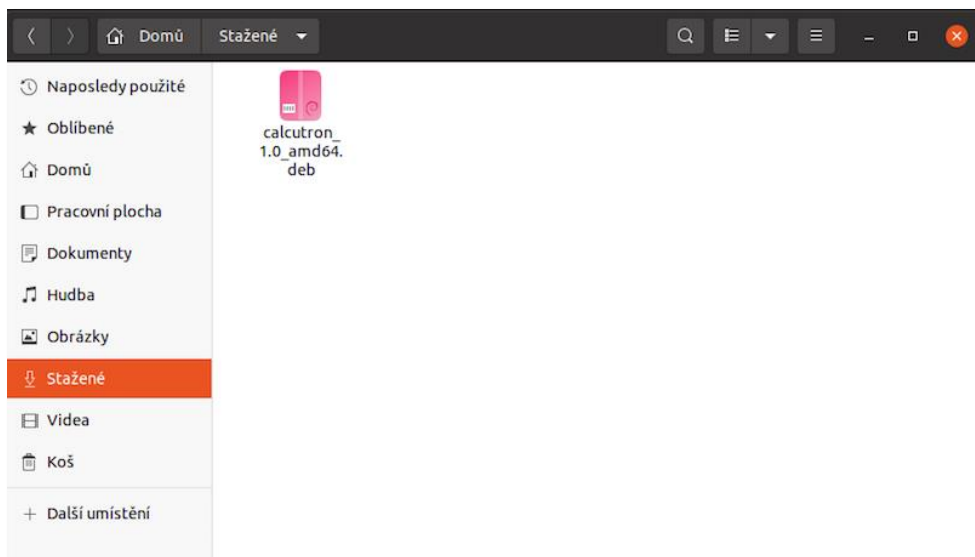 Domů Stažené
Naposledy použité
Oblíbené
Domů
Pracovní plocha
Dokumenty
Hudba
Obrázky
Stažené
Videa
Koš
Další umístění
calcutron_
1.0_amd64.
deb